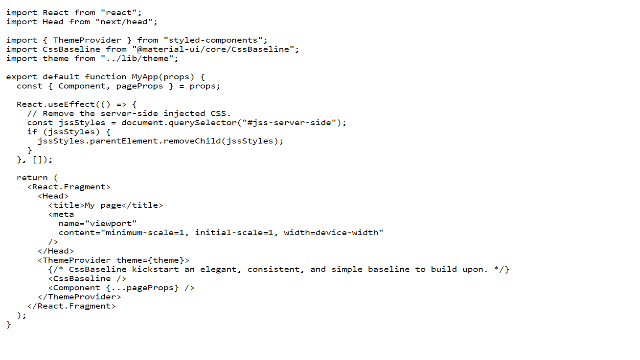 import React from "react";
import Head from "next/head";

import { ThemeProvider } from "styled-components";
import CssBaseline from "@material-ui/core/CssBaseline";
import theme from "../lib/theme";

export default function MyApp(props) {
  const { Component, pageProps } = props;

  React.useEffect(() => {
    // Remove the server-side injected CSS.
    const jssStyles = document.querySelector("#jss-server-side");
    if (jssStyles) {
      jssStyles.parentElement.removeChild(jssStyles);
    }
  }, []);

  return (
    <React.Fragment>
      <Head>
        <title>My page</title>
        <meta
          name="viewport"
          content="minimum-scale=1, initial-scale=1, width=device-width"
        />
      </Head>
      <ThemeProvider theme={theme}>
        {/* CssBaseline kickstart an elegant, consistent, and simple baseline to build upon. */}
        <CssBaseline />
        <Component {...pageProps} />
      </ThemeProvider>
    </React.Fragment>
  );
}